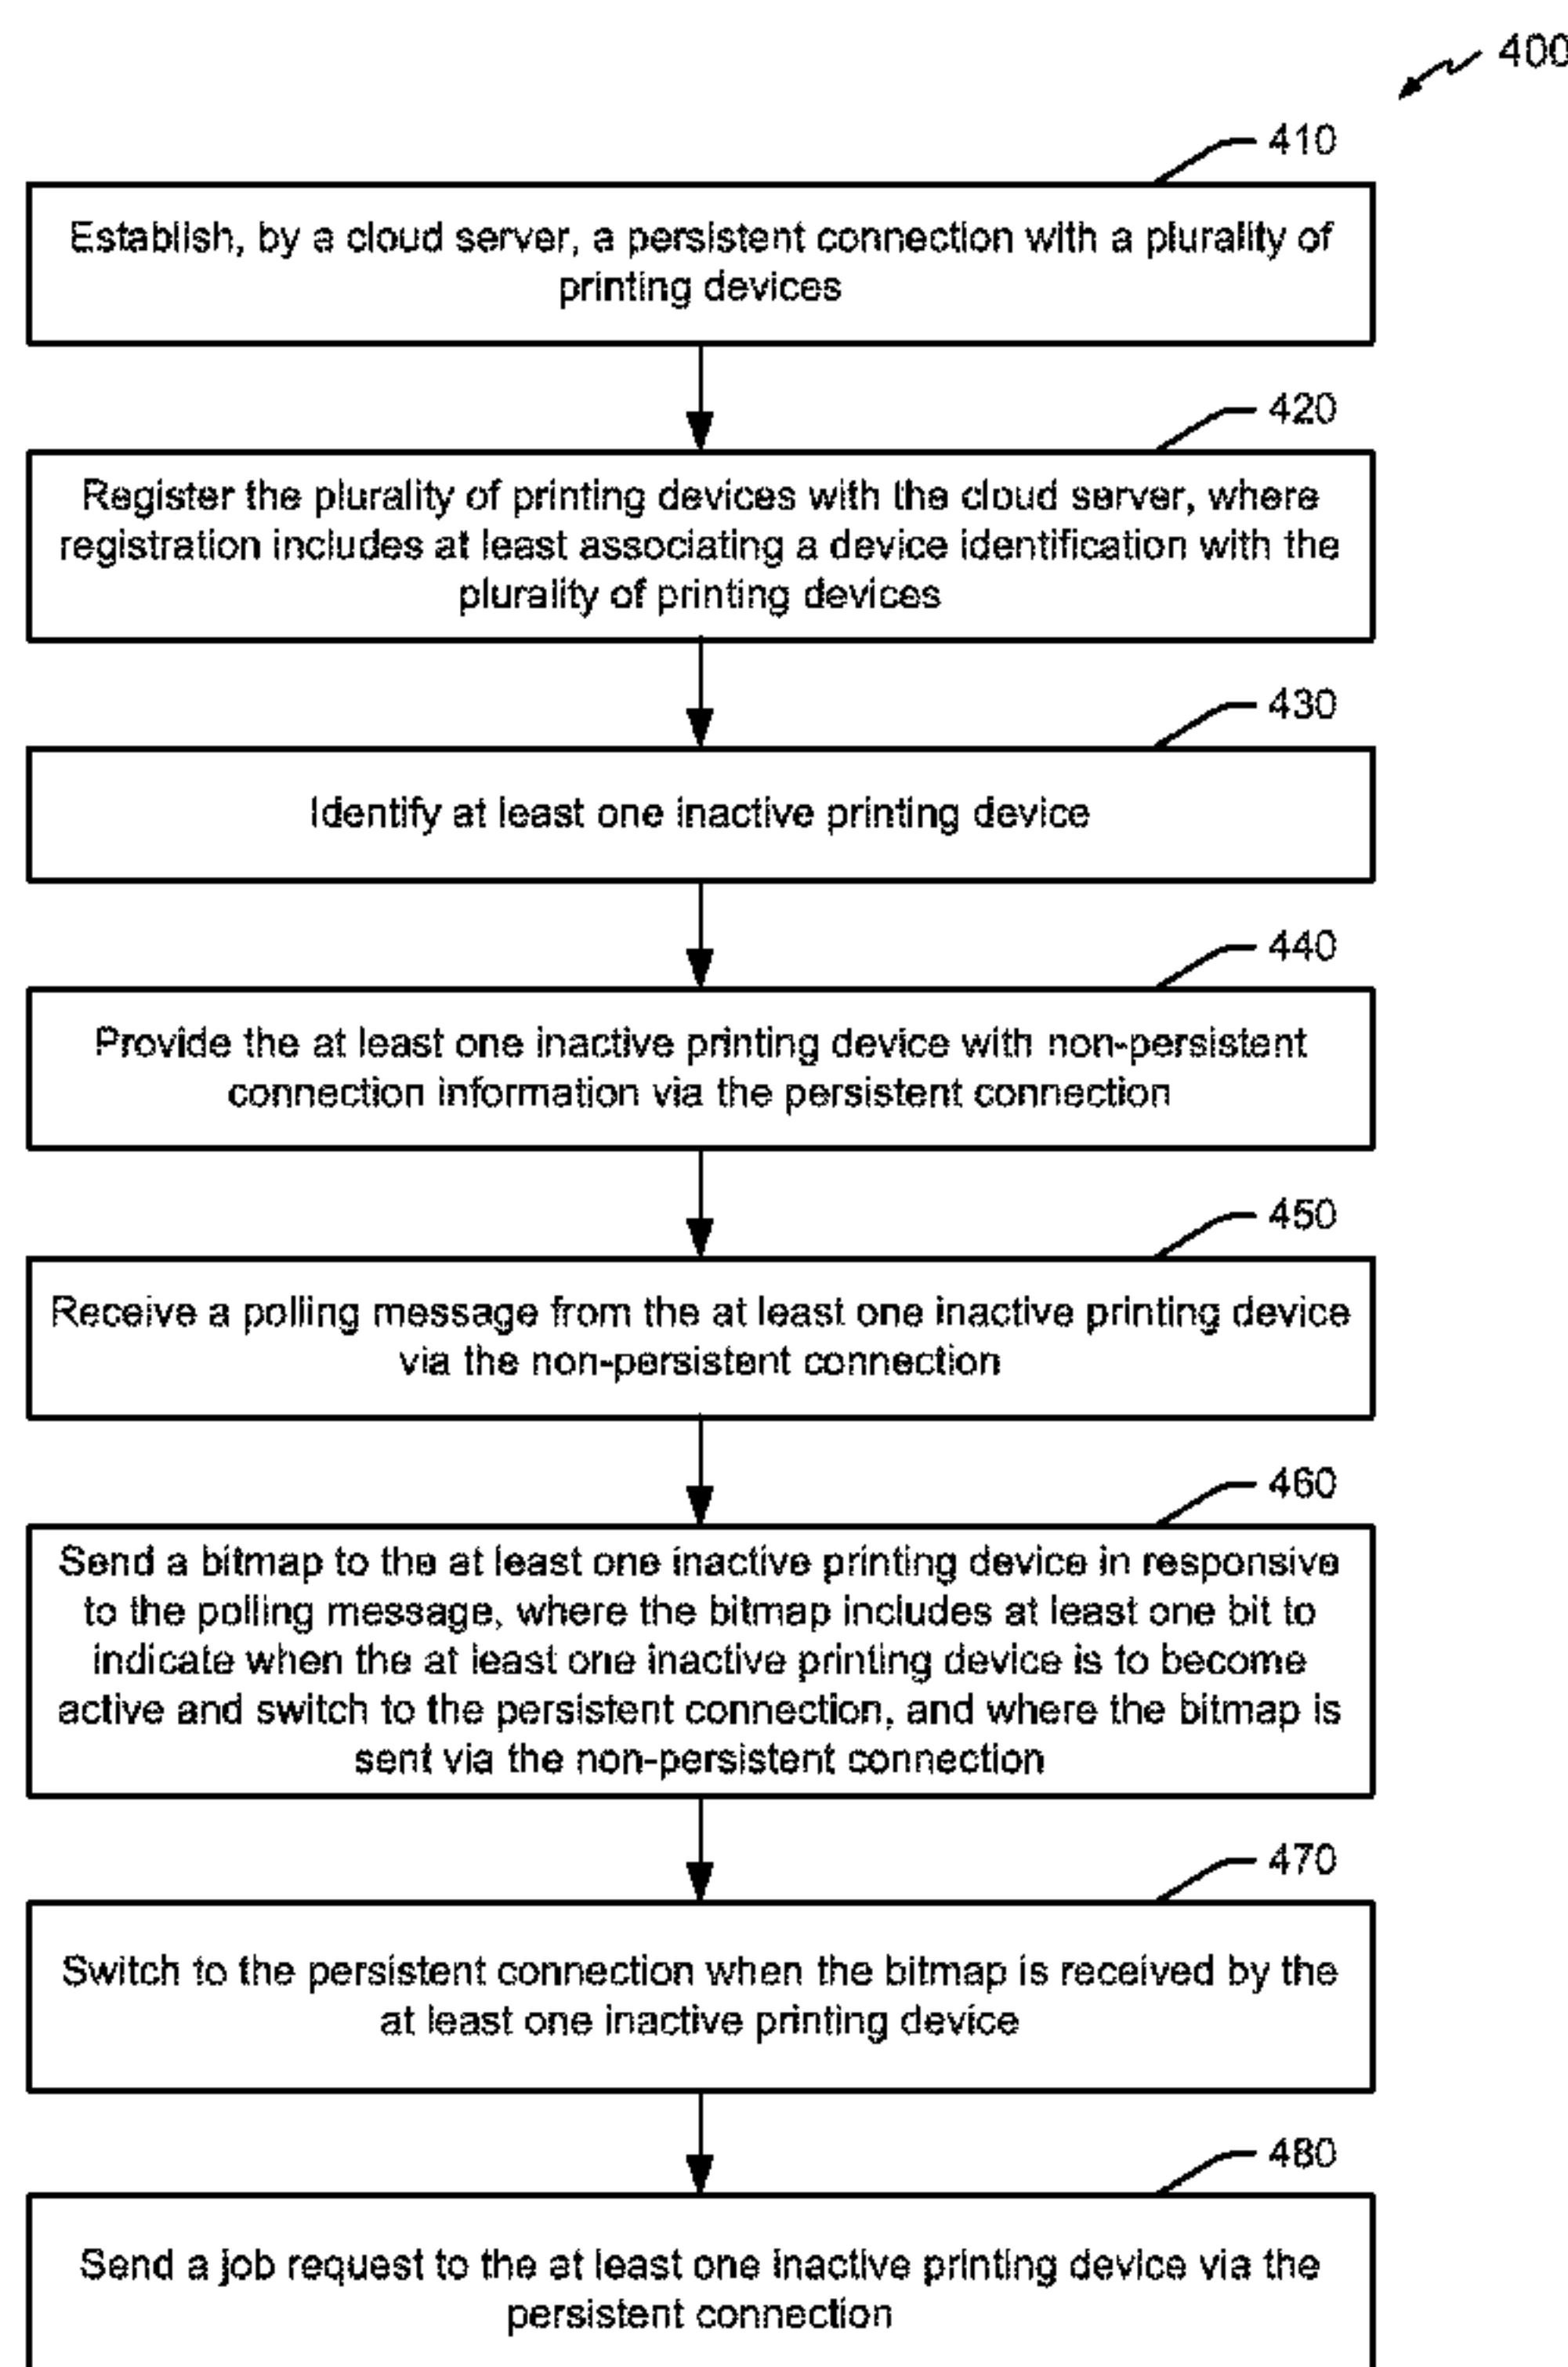 400
410
Establish, by a cloud server, a persistent connection with a plurality of
printing devices
420
Register the plurality of printing devices with the cloud server, where
registration includes at least associating a device identification with the
plurality of printing devices
430
Identify at least one inactive printing device
440
Provide the at least one inactive printing device with non-persistent
connection information via the persistent connection
450
Receive a polling message from the at least one inactive printing device
via the non-persistent connection
460
Send a bitmap to the at least one inactive printing device in responsive
to the polling message, where the bitmap includes at least one bit to
indicate when the at least one inactive printing device is to become
active and switch to the persistent connection, and where the bitmap is
sent via the non-persistent connection
470
Switch to the persistent connection when the bitmap is received by the
at least one inactive printing device
480
Send a job request to the at least one inactive printing device via the
persistent connection